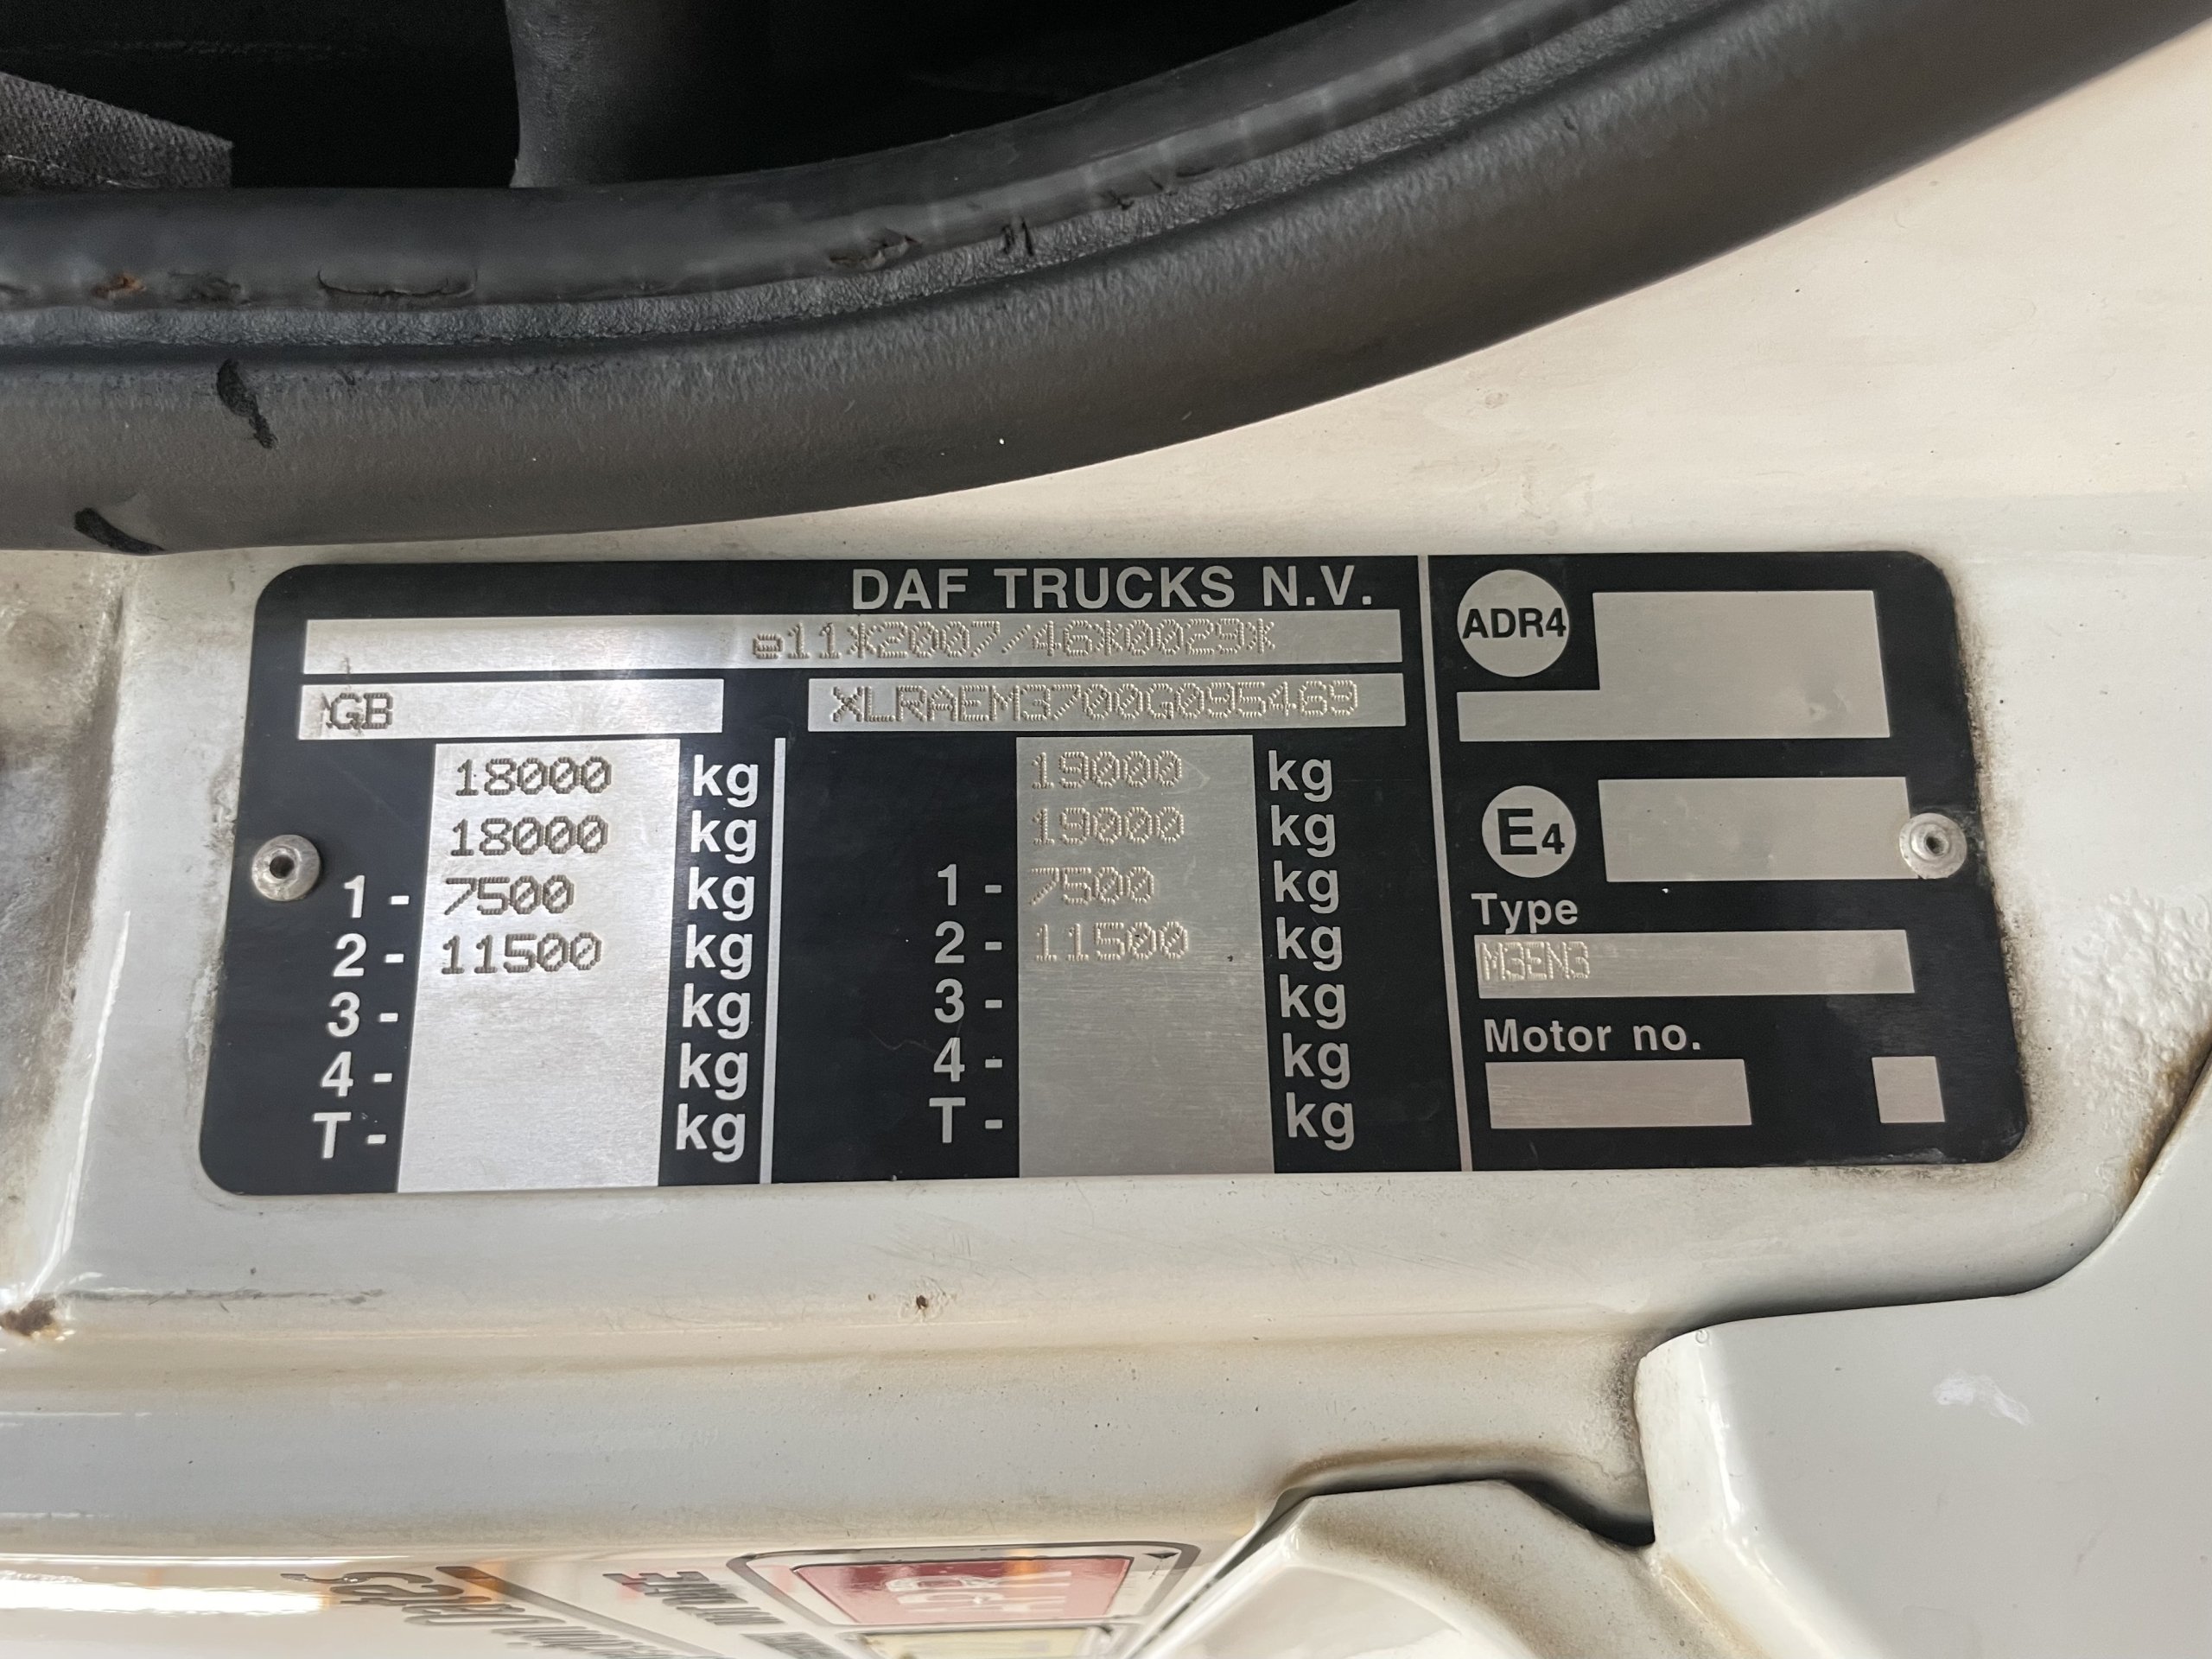 DAF TRUCKS N.V.
e11*2007/46*0029*
GB XLRAEM3700G095469
18000 kg 19000 kg
18000 kg 19000 kg
1 - 7500 kg 1 - 7500 kg
2 - 11500 kg 2 - 11500 kg
3 - kg 3 - kg
4 - kg 4 - kg
T - kg T - kg
ADR4
E4
Type
M3EN3
Motor no.